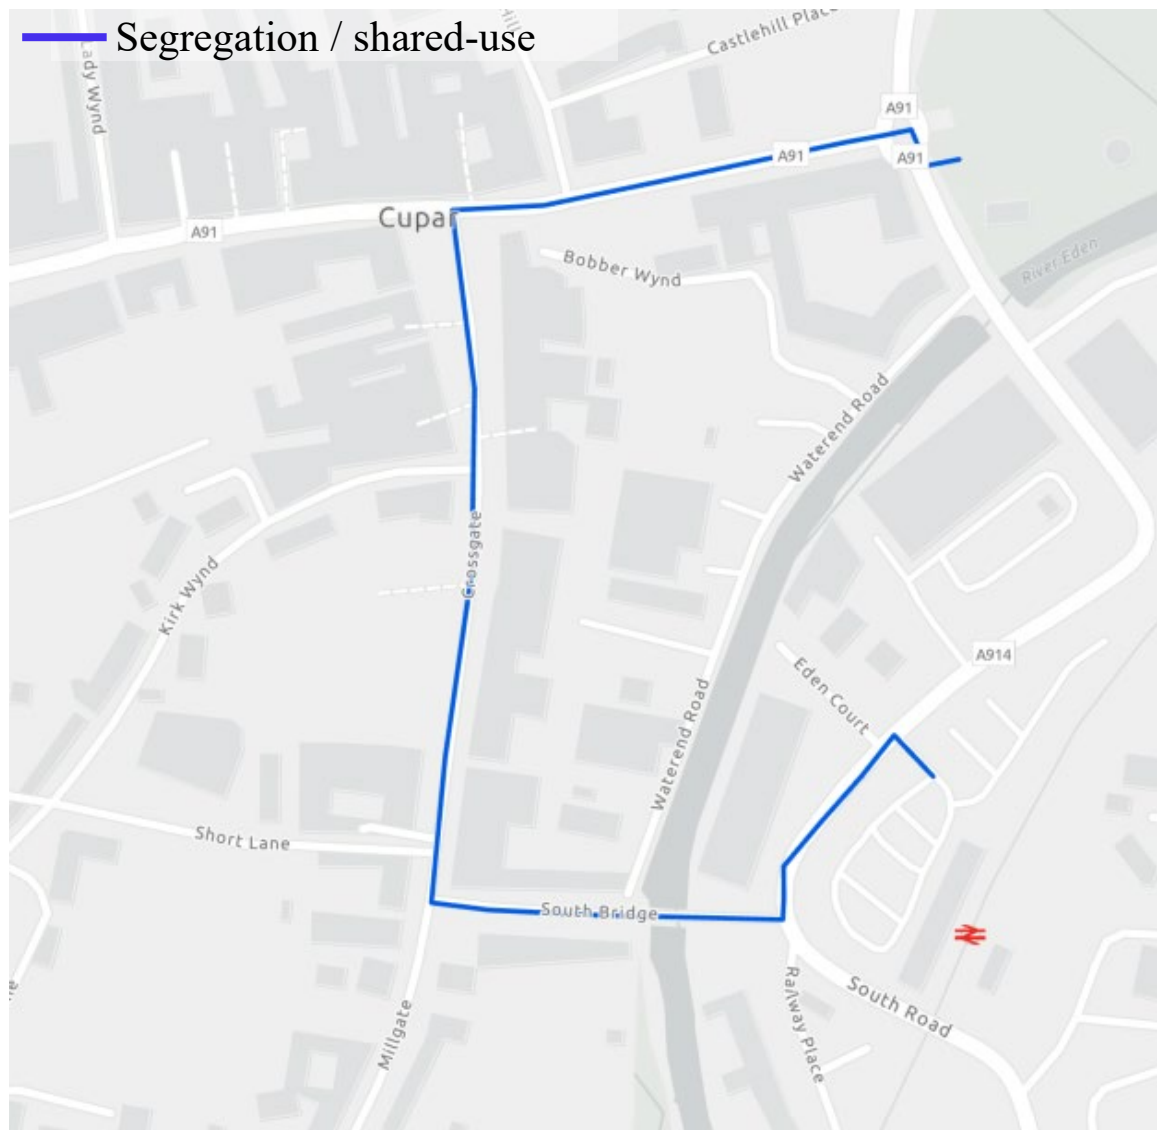 Segregation / shared-use
Lady Wynd
Hill
Castlehill Place
A91
A91
A91
A91
Cupar
Bobber Wynd
River Eden
Waterend Road
Crossgate
Kirk Wynd
A914
Eden Court
Waterend Road
Short Lane
South Bridge
South Road
Railway Place
Millgate